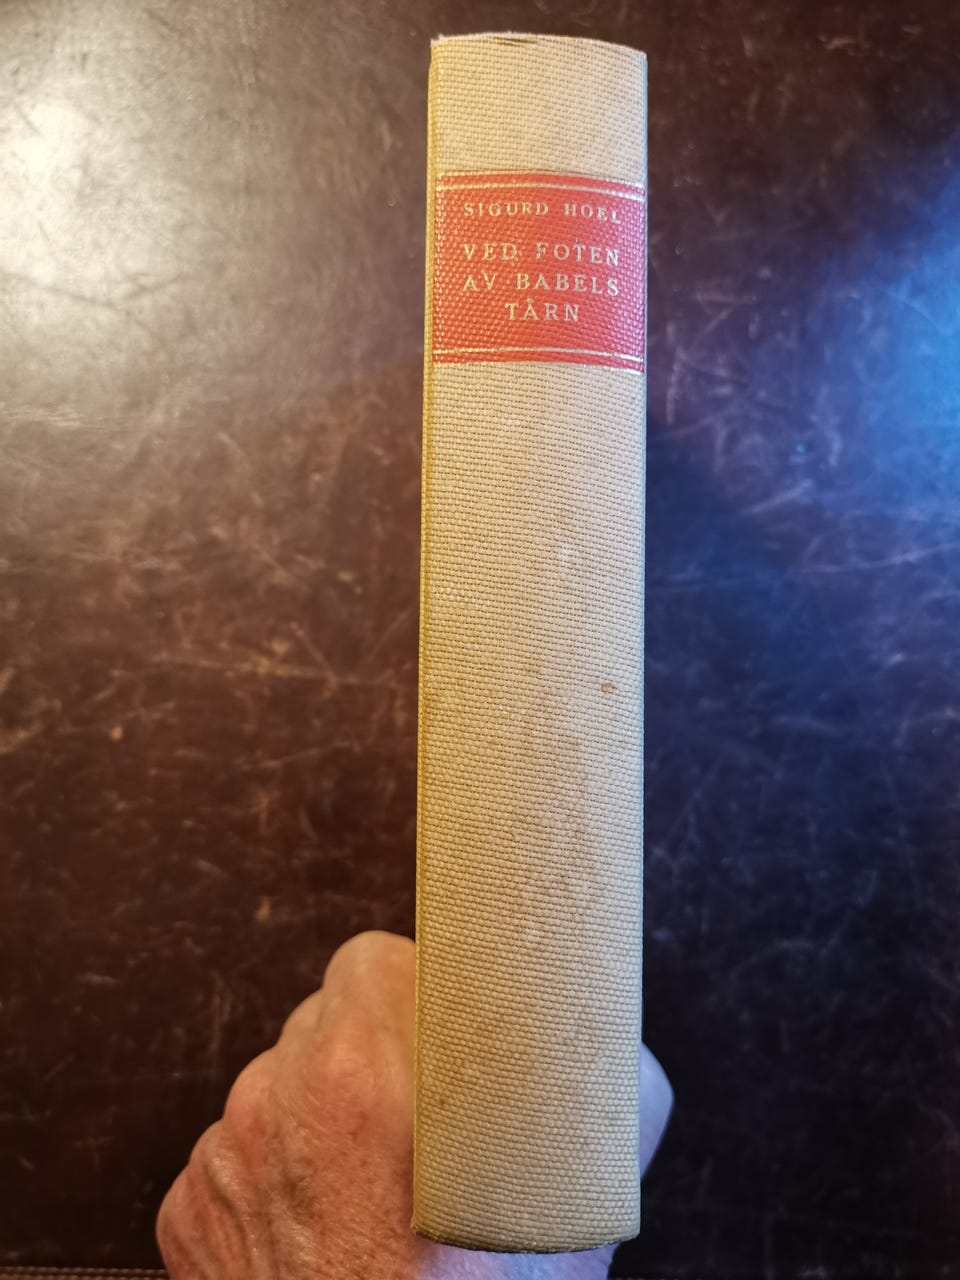 SIGURD HOEL
VED FOTEN
AV BABELS
TÅRN